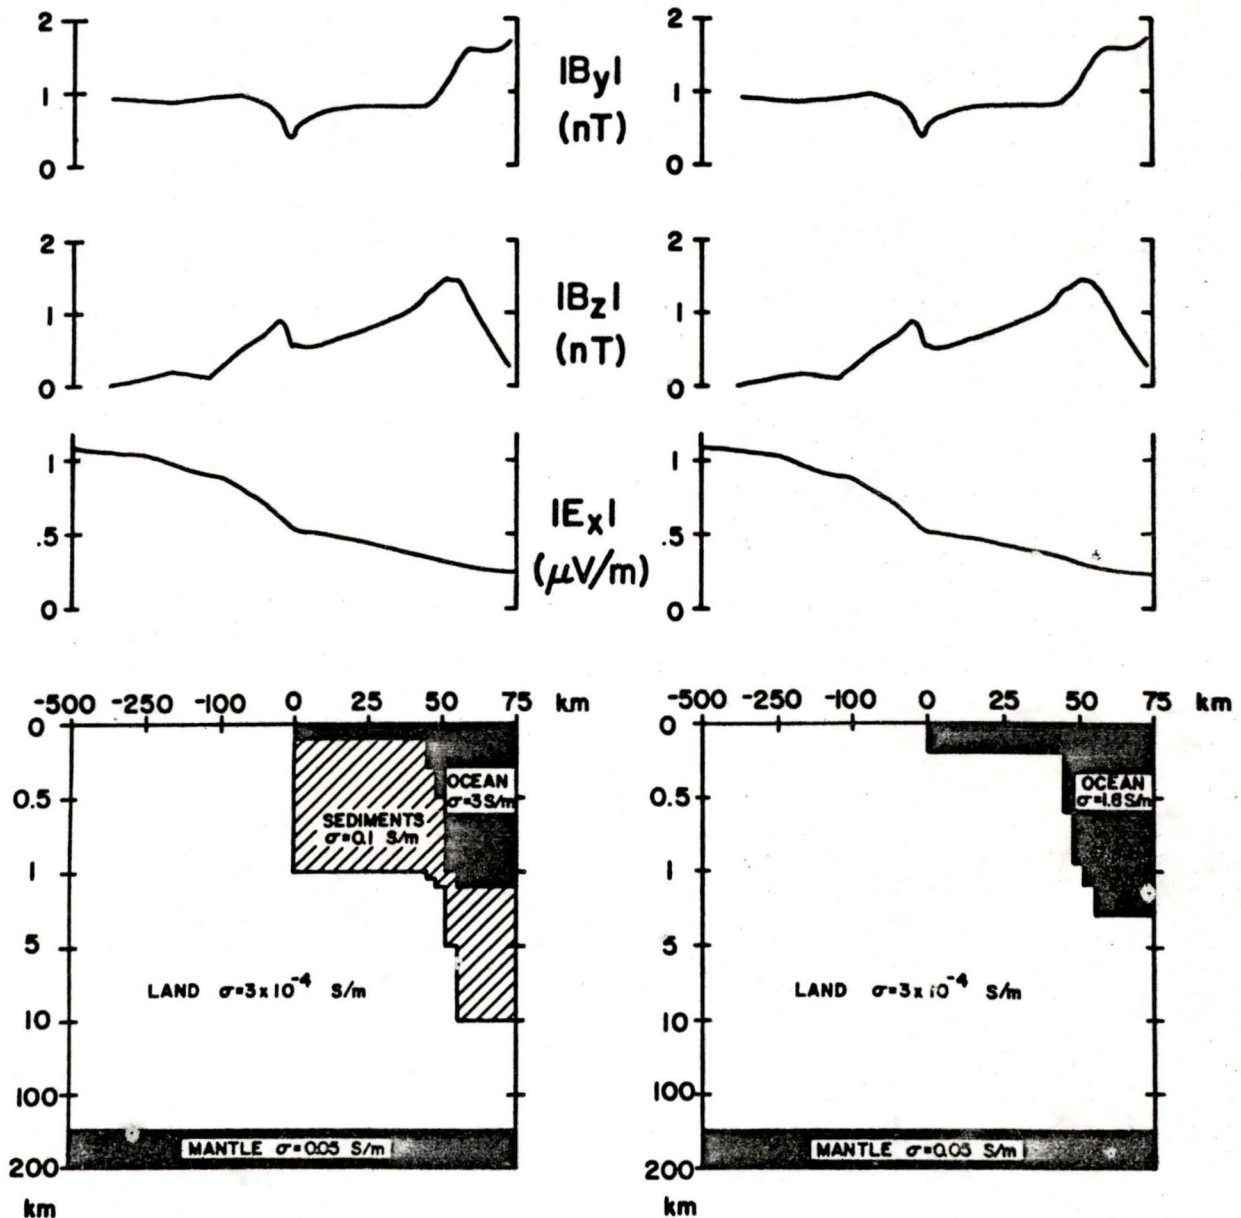 2 2
1 |By| 1
0 (nT) 0
2 2
1 |Bz| 1
0 (nT) 0
1 1
.5 |Ex| .5
0 (μV/m) 0
-500 -250 -100 0 25 50 75 km -500 -250 -100 0 25 50 75 km
0 0
OCEAN OCEAN
0.5 σ=3S/m 0.5 σ=1.6S/m
SEDIMENTS
σ=0.1 S/m
1 1
5 5
LAND σ=3x10⁻⁴ S/m LAND σ=3x10⁻⁴ S/m
10 10
100 100
MANTLE σ=0.05 S/m MANTLE σ=0.05 S/m
200 200
km km